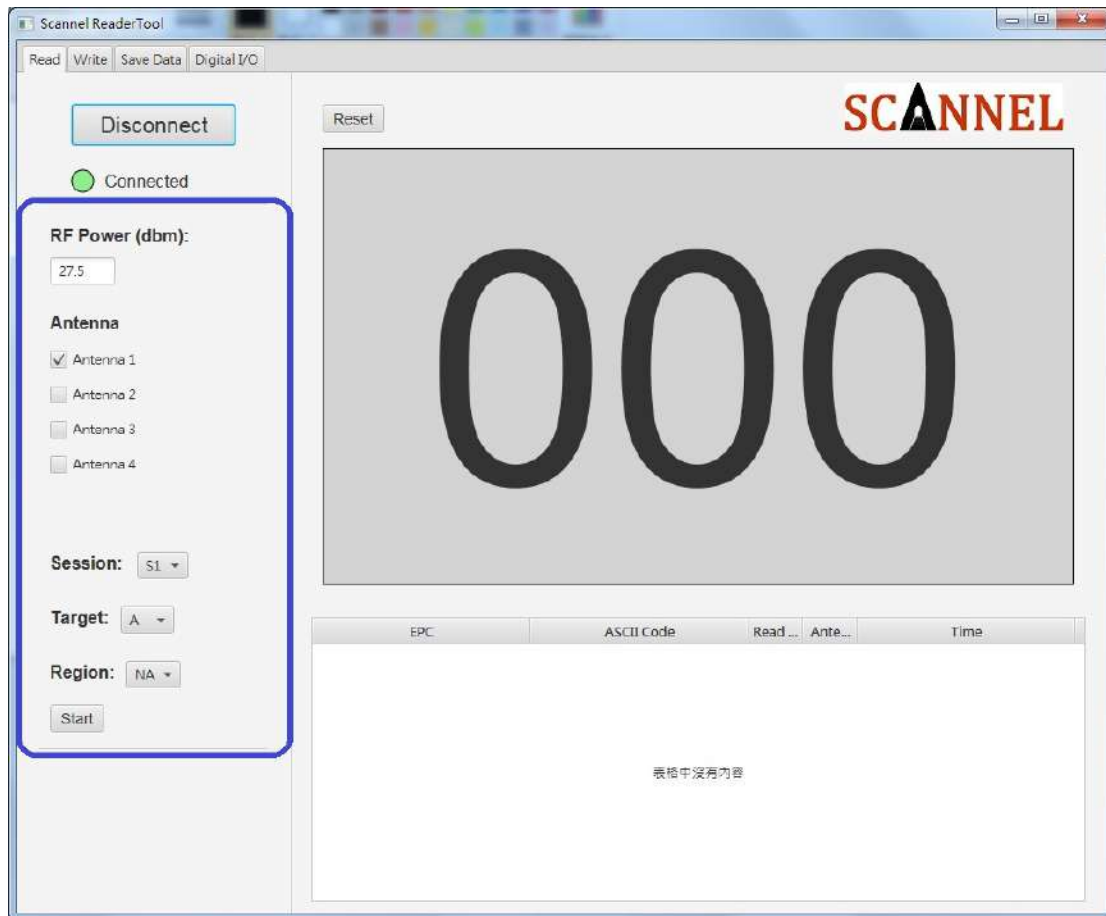 Scannel ReaderTool
Read Write Save Data Digital I/O
Disconnect
Connected
RF Power (dbm):
27.5
Antenna
Antenna 1
Antenna 2
Antenna 3
Antenna 4
Session: S1
Target: A
Region: NA
Start
Reset
SCANNEL
000
EPC ASCII Code Read ... Ante... Time
表格中沒有內容